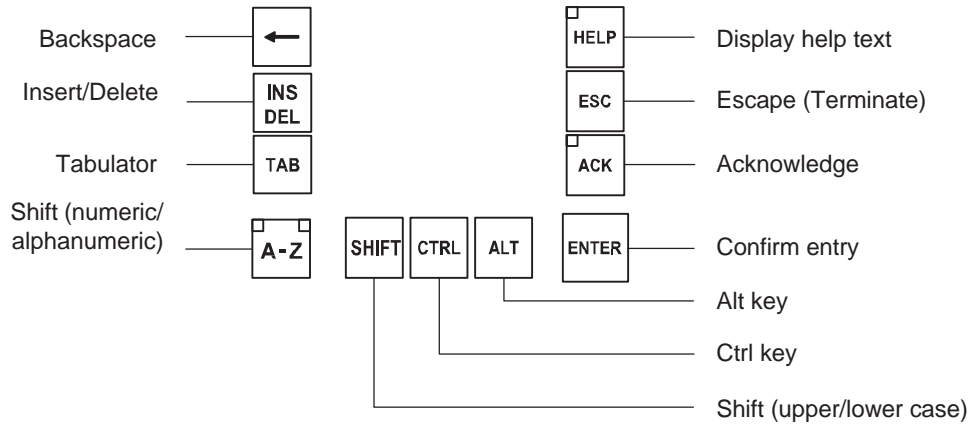 Backspace
HELP
Display help text
Insert/Delete
INS
DEL
ESC
Escape (Terminate)
Tabulator
TAB
ACK
Acknowledge
Shift (numeric/
alphanumeric)
A-Z
SHIFT
CTRL
ALT
ENTER
Confirm entry
Alt key
Ctrl key
Shift (upper/lower case)